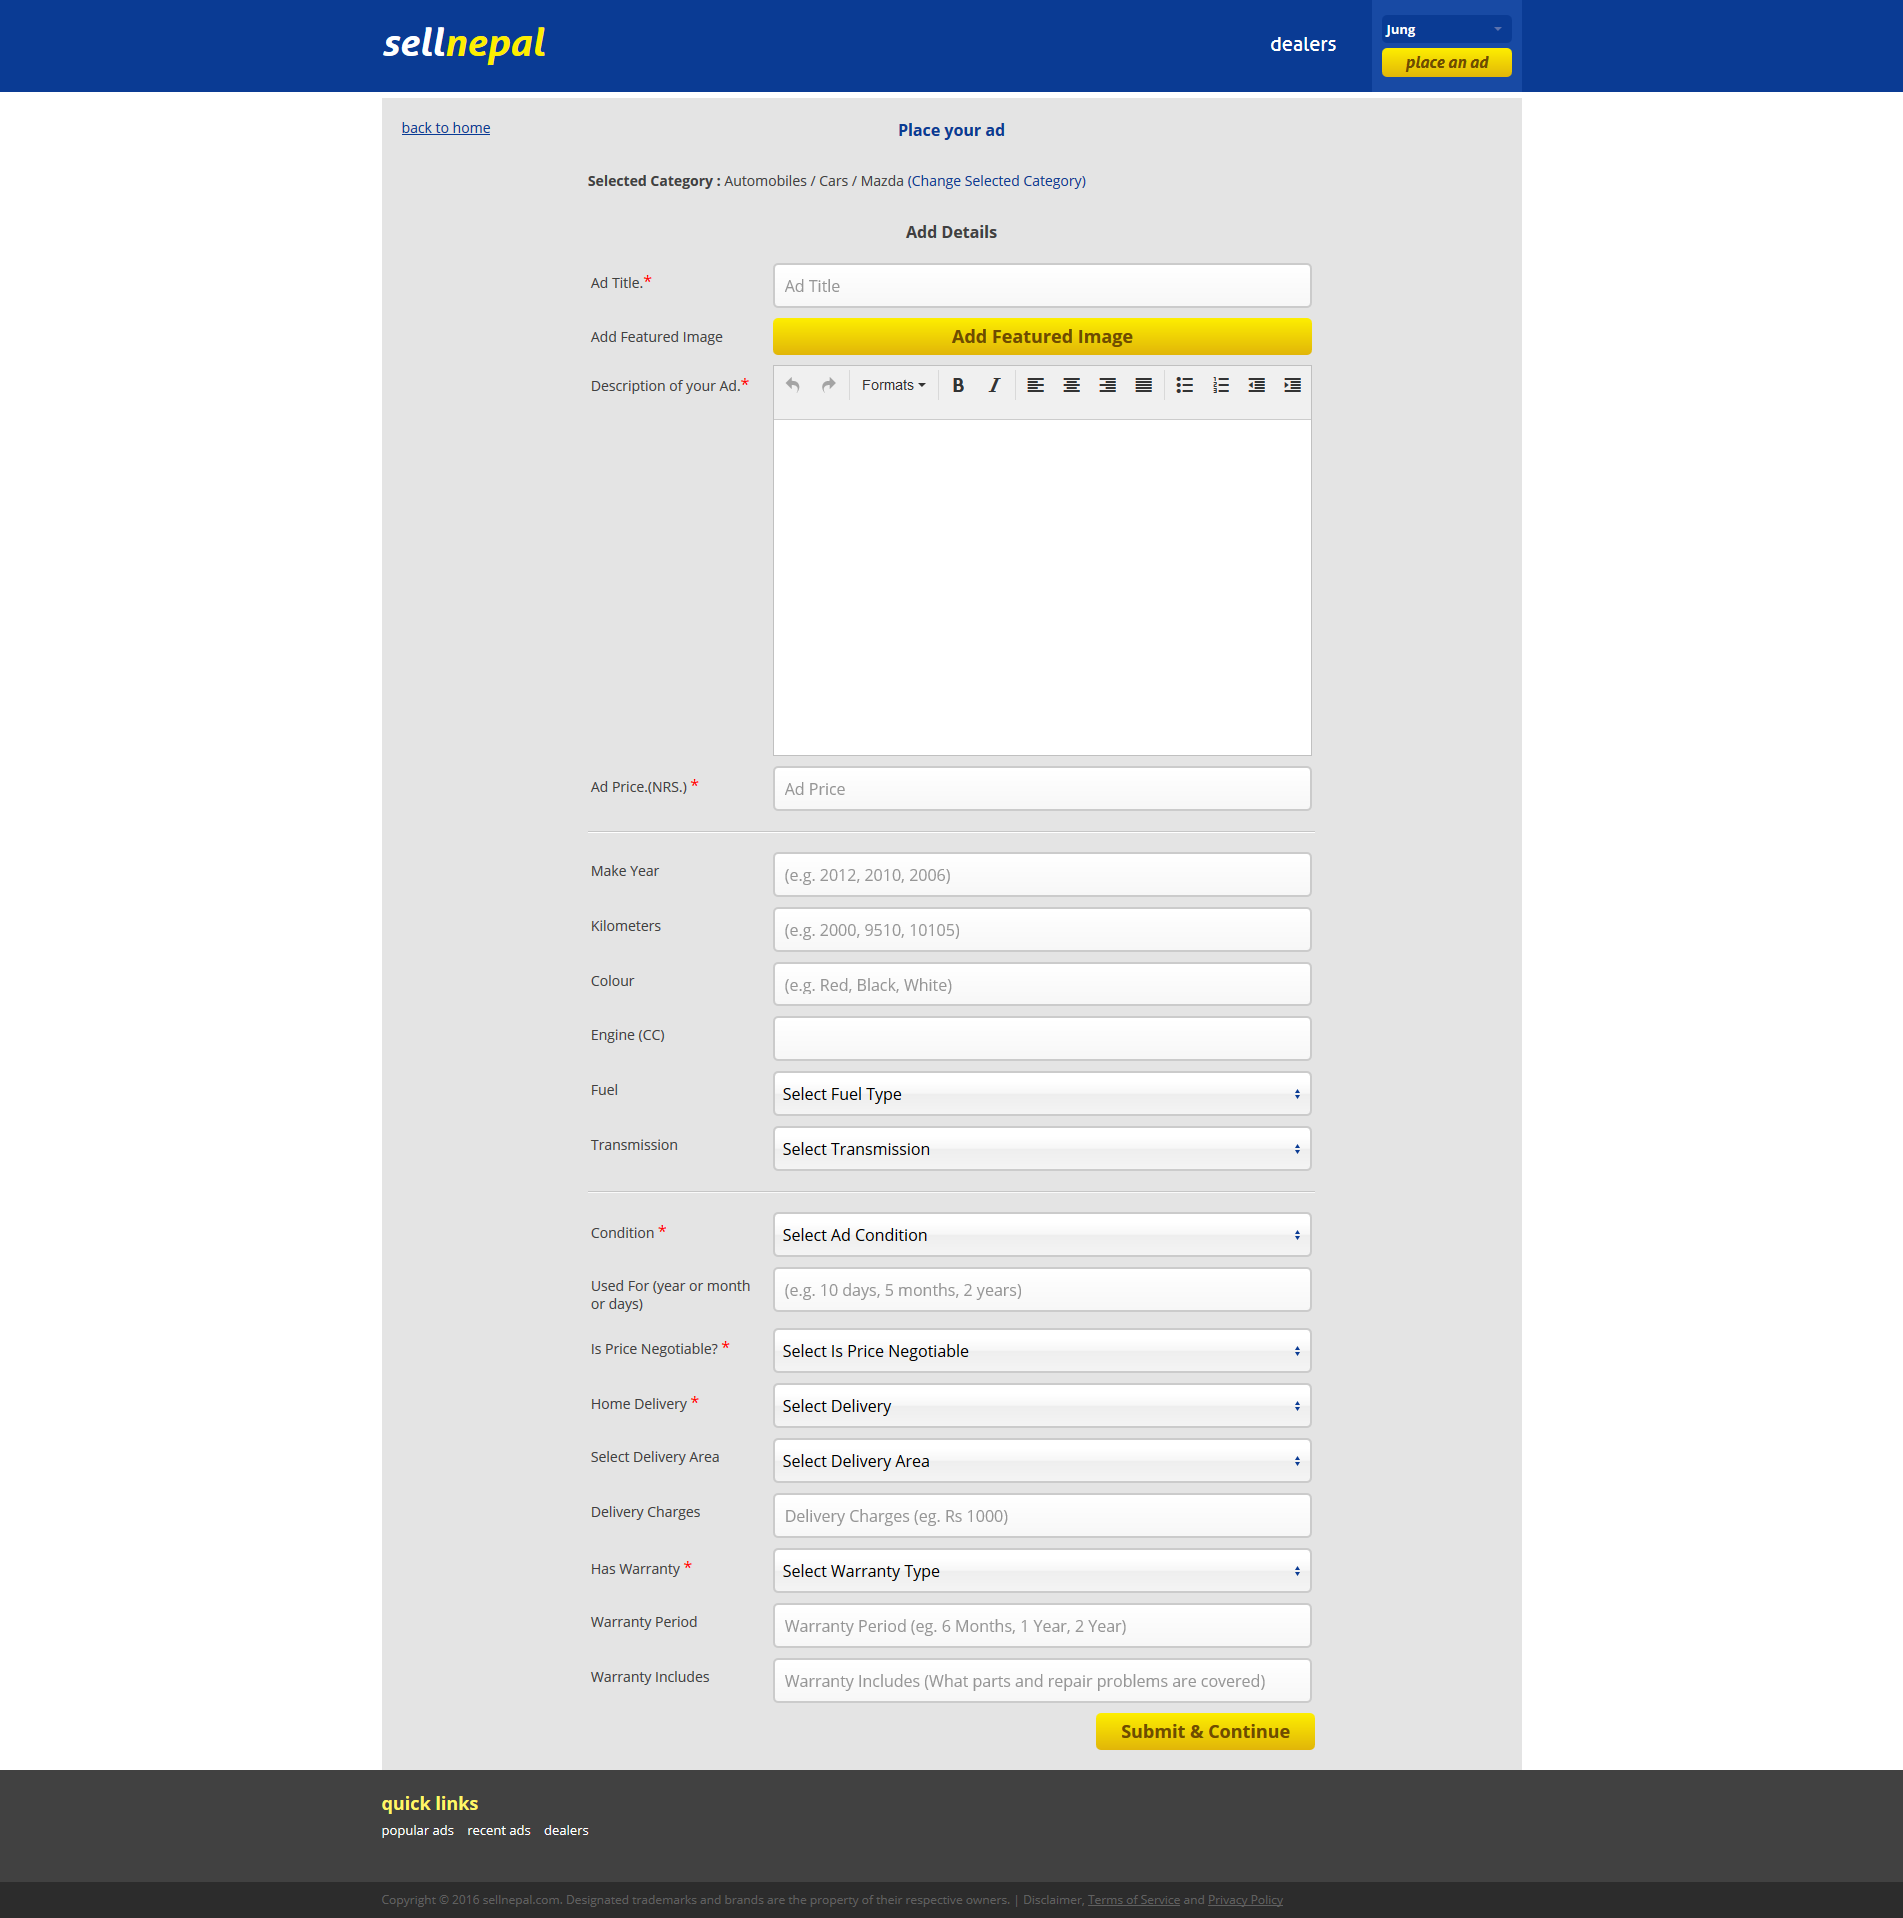 sellnepal
dealers
Jung
place an ad
back to home
Place your ad
Selected Category : Automobiles / Cars / Mazda (Change Selected Category)
Add Details
Ad Title.*
Ad Title
Add Featured Image
Add Featured Image
Description of your Ad.*
Formats
B
I
Ad Price.(NRS.) *
Ad Price
Make Year
(e.g. 2012, 2010, 2006)
Kilometers
(e.g. 2000, 9510, 10105)
Colour
(e.g. Red, Black, White)
Engine (CC)
Fuel
Select Fuel Type
Transmission
Select Transmission
Condition *
Select Ad Condition
Used For (year or month
or days)
(e.g. 10 days, 5 months, 2 years)
Is Price Negotiable? *
Select Is Price Negotiable
Home Delivery *
Select Delivery
Select Delivery Area
Select Delivery Area
Delivery Charges
Delivery Charges (eg. Rs 1000)
Has Warranty *
Select Warranty Type
Warranty Period
Warranty Period (eg. 6 Months, 1 Year, 2 Year)
Warranty Includes
Warranty Includes (What parts and repair problems are covered)
Submit & Continue
quick links
popular ads recent ads dealers
Copyright © 2016 sellnepal.com. Designated trademarks and brands are the property of their respective owners. | Disclaimer, Terms of Service and Privacy Policy